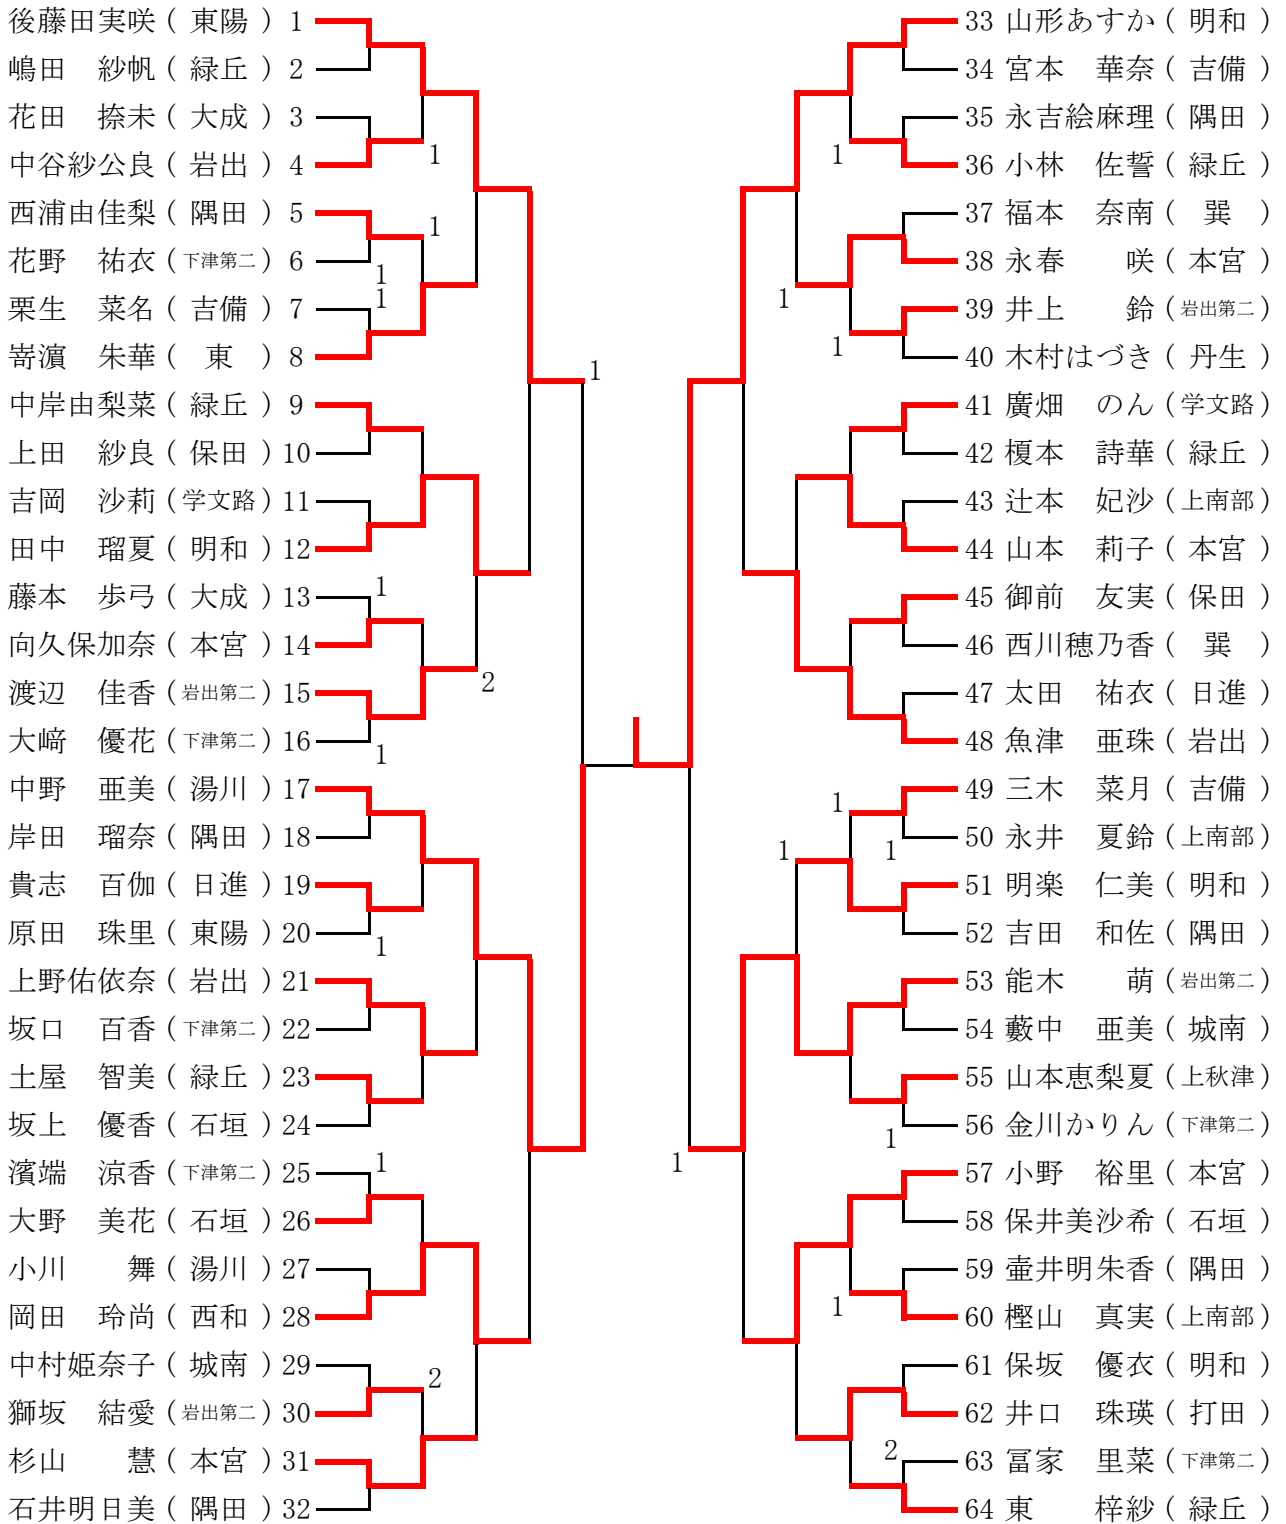 後藤田実咲 ( 東陽 ) 1
嶋田　紗帆 ( 緑丘 ) 2
花田　捺未 ( 大成 ) 3
中谷紗公良 ( 岩出 ) 4
1
西浦由佳梨 ( 隅田 ) 5
1
花野　祐衣 ( 下津第二 ) 6
1
1
栗生　菜名 ( 吉備 ) 7
嵜濵　朱華 ( 東 ) 8
1
中岸由梨菜 ( 緑丘 ) 9
上田　紗良 ( 保田 ) 10
吉岡　沙莉 ( 学文路 ) 11
田中　瑠夏 ( 明和 ) 12
藤本　歩弓 ( 大成 ) 13
1
向久保加奈 ( 本宮 ) 14
渡辺　佳香 ( 岩出第二 ) 15
2
大﨑　優花 ( 下津第二 ) 16
1
中野　亜美 ( 湯川 ) 17
岸田　瑠奈 ( 隅田 ) 18
貴志　百伽 ( 日進 ) 19
原田　珠里 ( 東陽 ) 20
1
上野佑依奈 ( 岩出 ) 21
坂口　百香 ( 下津第二 ) 22
土屋　智美 ( 緑丘 ) 23
坂上　優香 ( 石垣 ) 24
濱端　涼香 ( 下津第二 ) 25
1
大野　美花 ( 石垣 ) 26
小川　　舞 ( 湯川 ) 27
岡田　玲尚 ( 西和 ) 28
中村姫奈子 ( 城南 ) 29
2
獅坂　結愛 ( 岩出第二 ) 30
杉山　　慧 ( 本宮 ) 31
石井明日美 ( 隅田 ) 32
33 山形あすか ( 明和 )
34 宮本　華奈 ( 吉備 )
35 永吉絵麻理 ( 隅田 )
1
36 小林　佐誓 ( 緑丘 )
37 福本　奈南 ( 巽 )
38 永春　　咲 ( 本宮 )
1
39 井上　　鈴 ( 岩出第二 )
1
40 木村はづき ( 丹生 )
41 廣畑　のん ( 学文路 )
42 榎本　詩華 ( 緑丘 )
43 辻本　妃沙 ( 上南部 )
44 山本　莉子 ( 本宮 )
45 御前　友実 ( 保田 )
46 西川穂乃香 ( 巽 )
47 太田　祐衣 ( 日進 )
48 魚津　亜珠 ( 岩出 )
1
49 三木　菜月 ( 吉備 )
50 永井　夏鈴 ( 上南部 )
1
1
51 明楽　仁美 ( 明和 )
52 吉田　和佐 ( 隅田 )
53 能木　　萌 ( 岩出第二 )
54 藪中　亜美 ( 城南 )
55 山本恵梨夏 ( 上秋津 )
56 金川かりん ( 下津第二 )
1
1
57 小野　裕里 ( 本宮 )
58 保井美沙希 ( 石垣 )
59 壷井明朱香 ( 隅田 )
1
60 樫山　真実 ( 上南部 )
61 保坂　優衣 ( 明和 )
62 井口　珠瑛 ( 打田 )
2
63 冨家　里菜 ( 下津第二 )
64 東　　梓紗 ( 緑丘 )